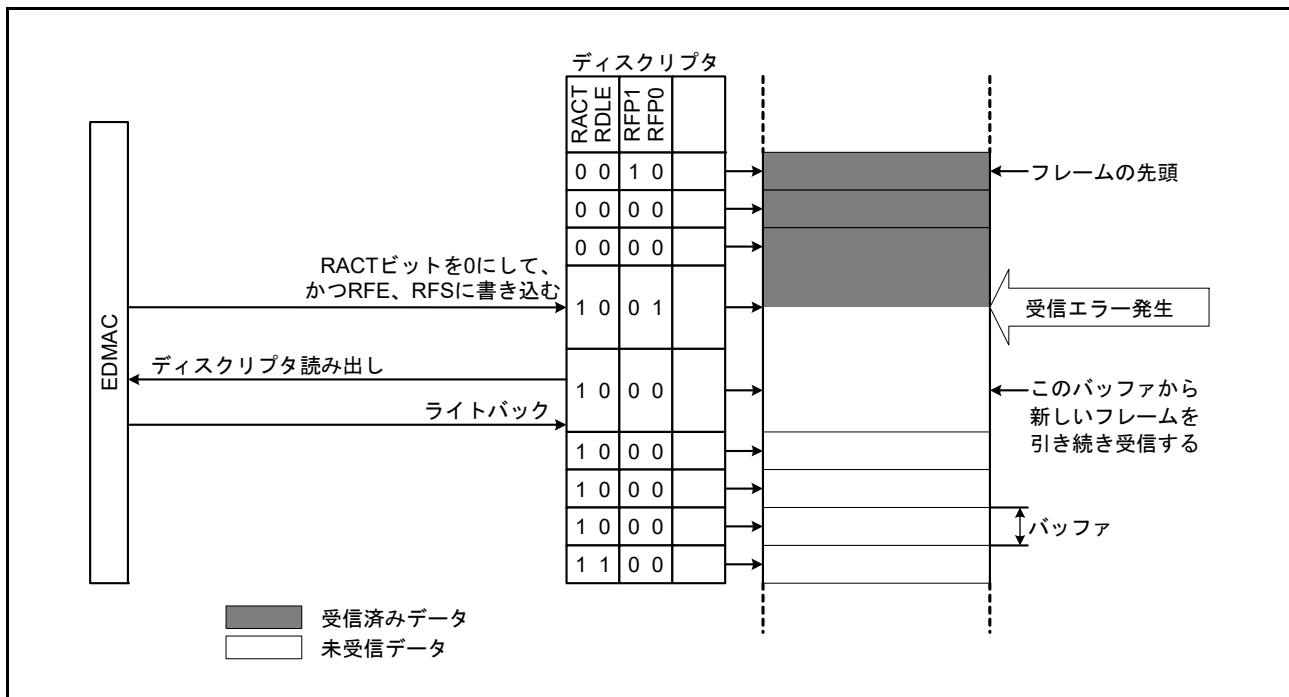 ディスクリプタ
RACT
RDLE
RFP1
RFP0
0 0 1 0
フレームの先頭
0 0 0 0
0 0 0 0
RACTビットを0にして、
かつRFE、RFSに書き込む
1 0 0 1
受信エラー発生
EDMAC
ディスクリプタ読み出し
1 0 0 0
ライトバック
このバッファから
新しいフレームを
引き続き受信する
1 0 0 0
1 0 0 0
1 0 0 0
バッファ
1 1 0 0
受信済みデータ
未受信データ